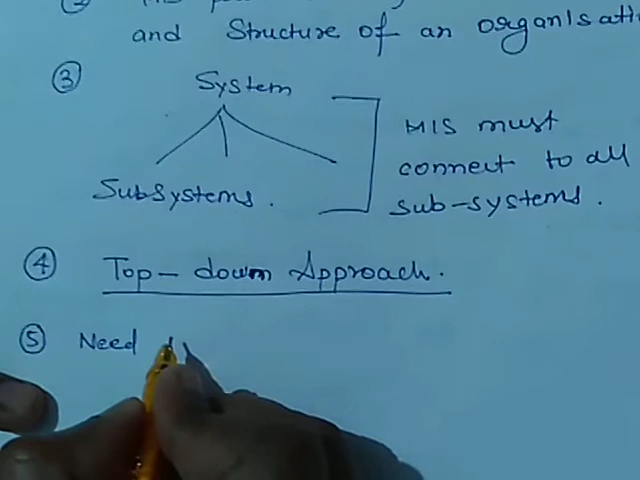 and Structure of an organisati
③ System
MIS must
connect to all
Subsystems.
sub-systems.
④ Top-down Approach.
⑤ Need